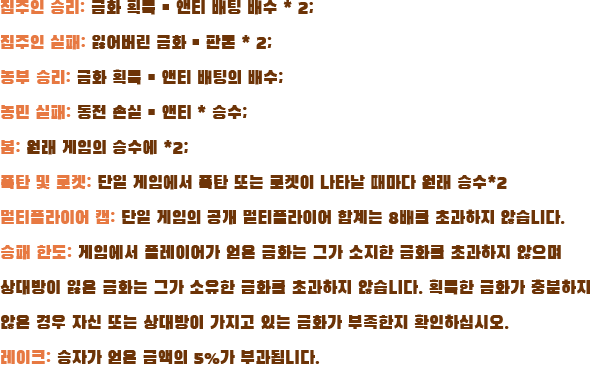 집주인 승리: 금화 획득 = 앤티 배팅 배수 * 2;
집주인 실패: 잃어버린 금화 = 판돈 * 2;
농부 승리: 금화 획득 = 앤티 배팅의 배수;
농민 실패: 동전 손실 = 앤티 * 승수;
봄: 원래 게임의 승수에 *2;
폭탄 및 로켓: 단일 게임에서 폭탄 또는 로켓이 나타날 때마다 원래 승수*2
멀티플라이어 캡: 단일 게임의 공개 멀티플라이어 합계는 8배를 초과하지 않습니다.
승패 한도: 게임에서 플레이어가 얻은 금화는 그가 소지한 금화를 초과하지 않으며
상대방이 잃은 금화는 그가 소유한 금화를 초과하지 않습니다. 획득한 금화가 충분하지
않은 경우 자신 또는 상대방이 가지고 있는 금화가 부족한지 확인하십시오.
레이크: 승자가 얻은 금액의 5%가 부과됩니다.